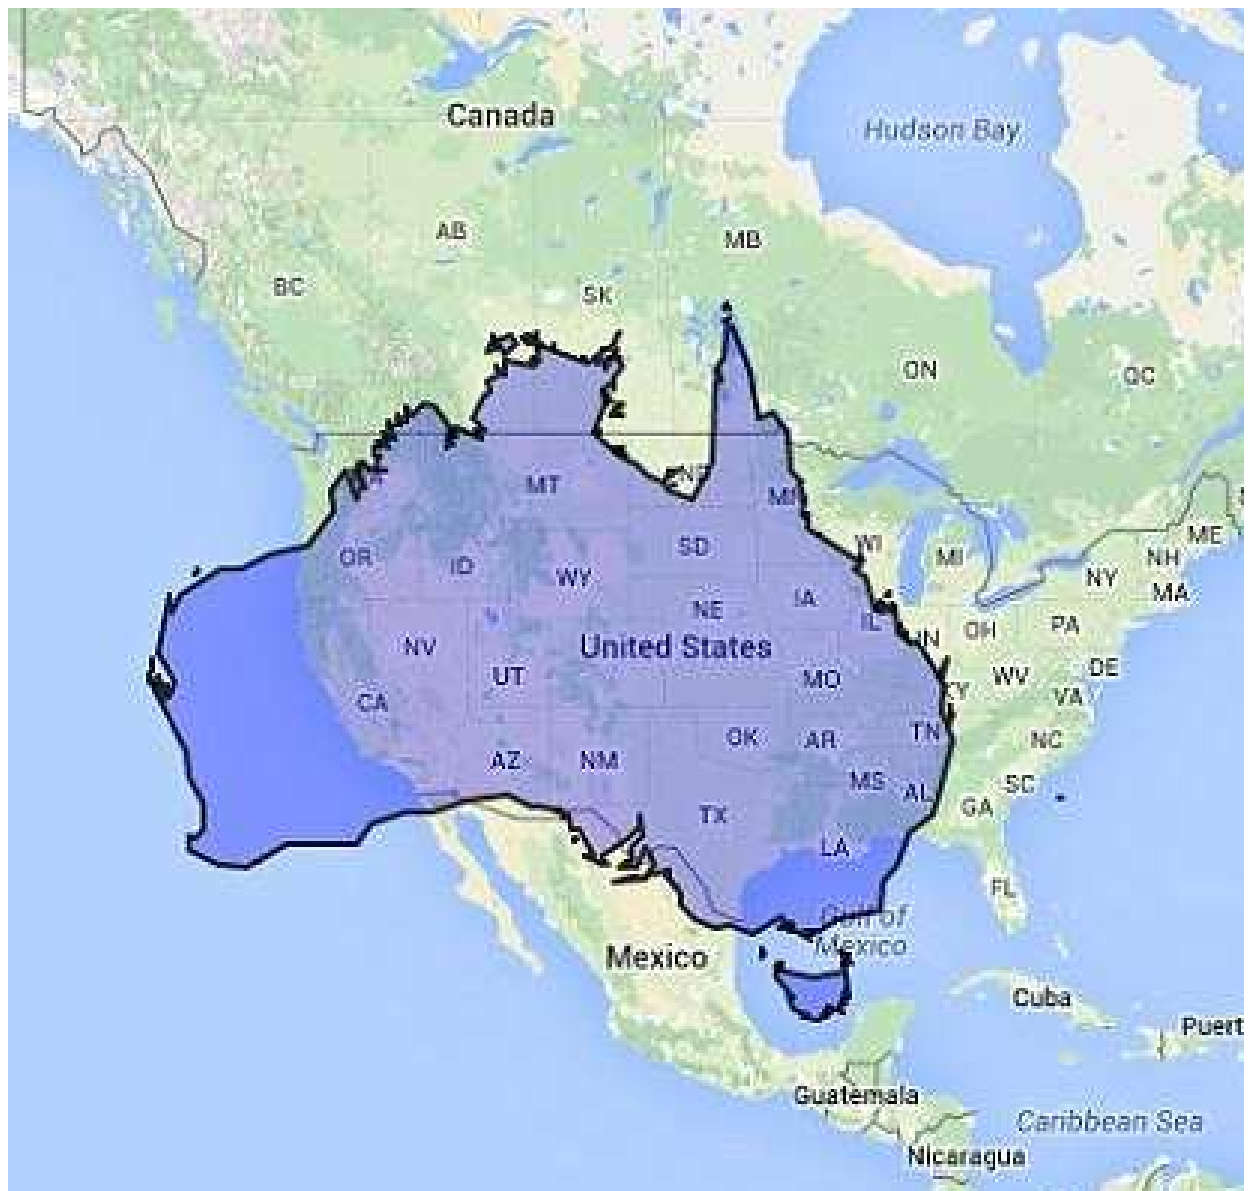 Canada
Hudson Bay
AB
MB
BC
SK
ON
QC
MT
ME
WI
OR
SD
MI
NH
ID
WY
NY
MA
NE
IA
IL
IN
OH
PA
NV
United States
UT
MO
WV
DE
CA
VA
OK
AR
TN
NC
AZ
NM
MS
AL
SC
GA
TX
LA
FL
Gulf of
Mexico
Mexico
Cuba
Puert
Guatemala
Caribbean Sea
Nicaragua